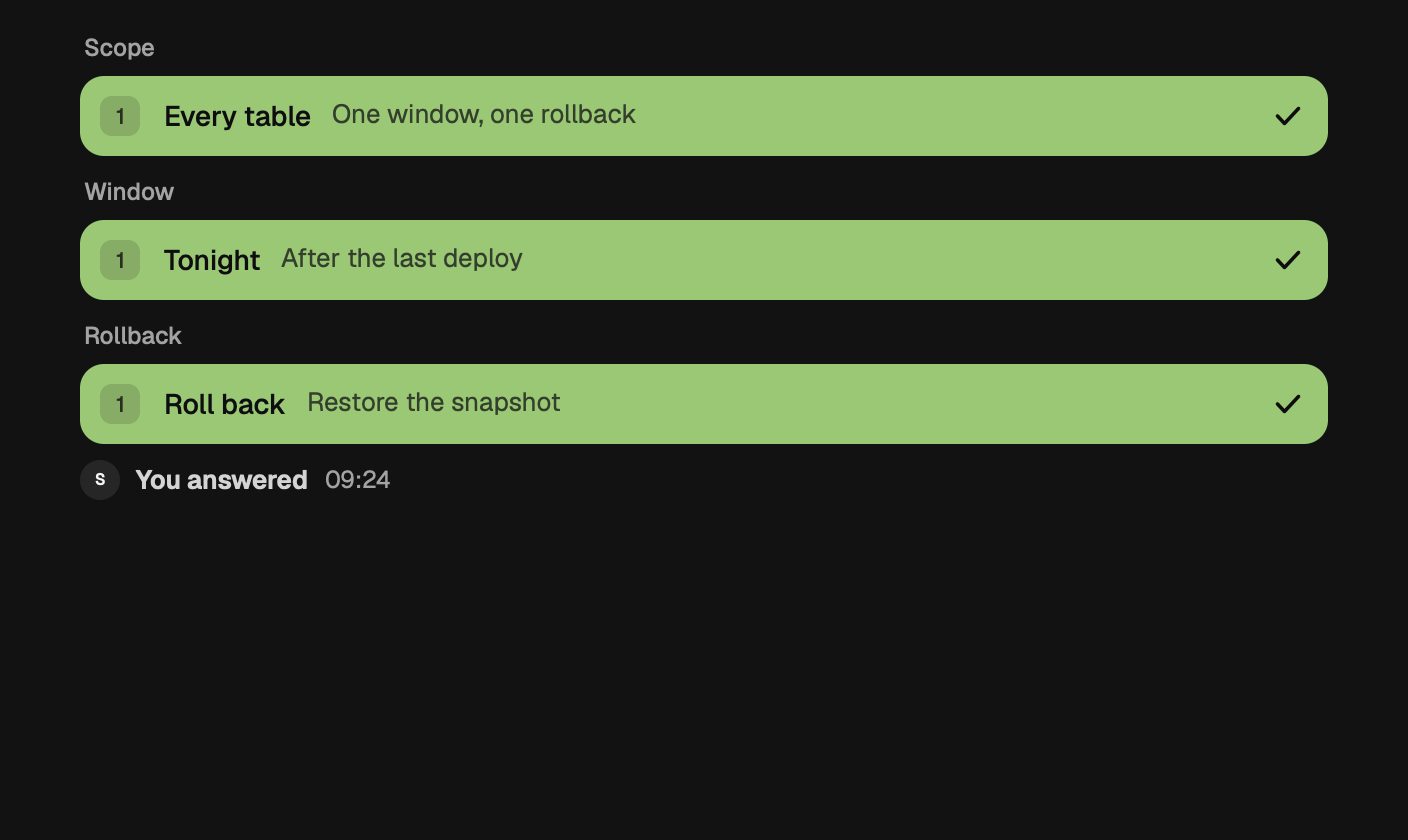 Scope
1 Every table One window, one rollback
Window
1 Tonight After the last deploy
Rollback
1 Roll back Restore the snapshot
S You answered 09:24